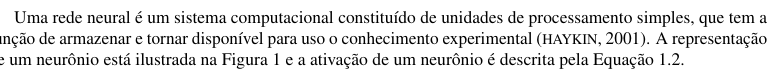 Uma rede neural é um sistema computacional constituído de unidades de processamento simples, que tem a
unção de armazenar e tornar disponível para uso o conhecimento experimental (HAYKIN, 2001). A representação
e um neurônio está ilustrada na Figura 1 e a ativação de um neurônio é descrita pela Equação 1.2.